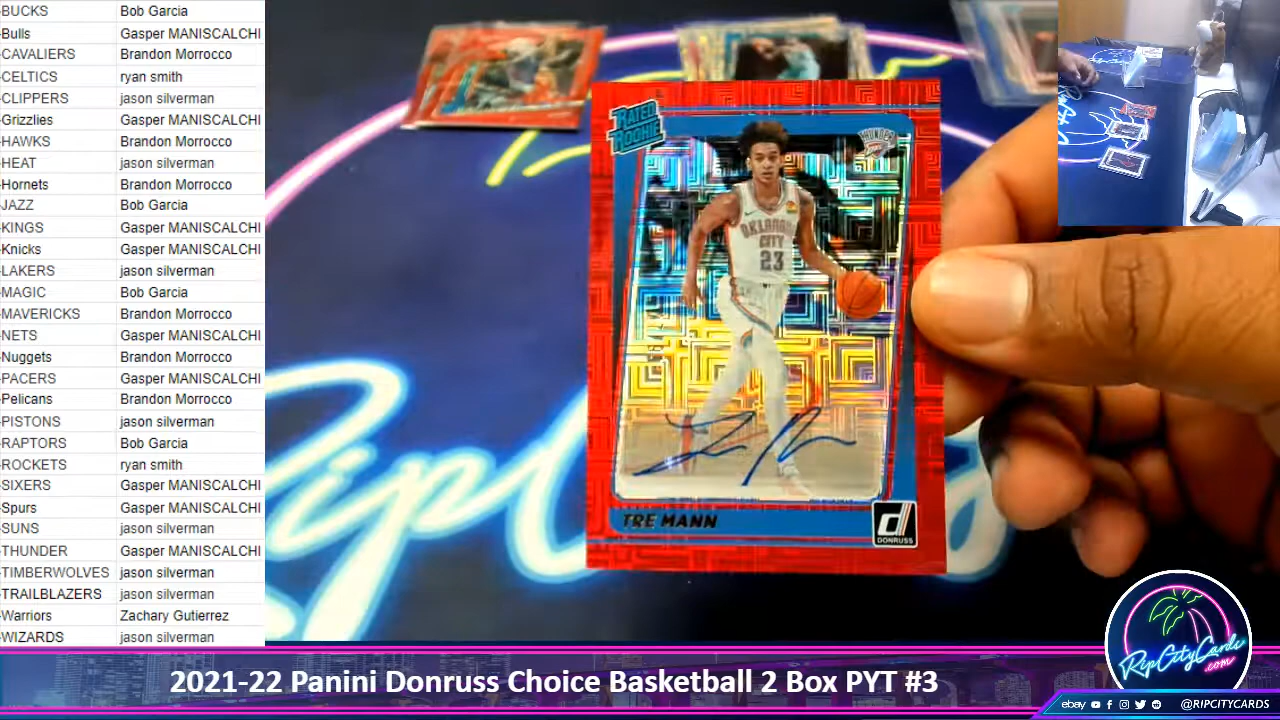 -BUCKS Bob Garcia
-Bulls Gasper MANISCALCHI
-CAVALIERS Brandon Morrocco
-CELTICS ryan smith
-CLIPPERS jason silverman
-Grizzlies Gasper MANISCALCHI
-HAWKS Brandon Morrocco
-HEAT jason silverman
-Hornets Brandon Morrocco
-JAZZ Bob Garcia
-KINGS Gasper MANISCALCHI
-Knicks Gasper MANISCALCHI
-LAKERS jason silverman
-MAGIC Bob Garcia
-MAVERICKS Brandon Morrocco
-NETS Gasper MANISCALCHI
-Nuggets Brandon Morrocco
-PACERS Gasper MANISCALCHI
-Pelicans Brandon Morrocco
-PISTONS jason silverman
-RAPTORS Bob Garcia
-ROCKETS ryan smith
-SIXERS Gasper MANISCALCHI
-Spurs Gasper MANISCALCHI
-SUNS jason silverman
-THUNDER Gasper MANISCALCHI
-TIMBERWOLVES jason silverman
-TRAILBLAZERS jason silverman
-Warriors Zachary Gutierrez
-WIZARDS jason silverman
RATED
ROOKIE
THUNDER
OKLAHOMA
CITY
23
TRE MANN
DONRUSS
RipCityCards
.com
2021-22 Panini Donruss Choice Basketball 2 Box PYT #3
ebay @RIPCITYCARDS